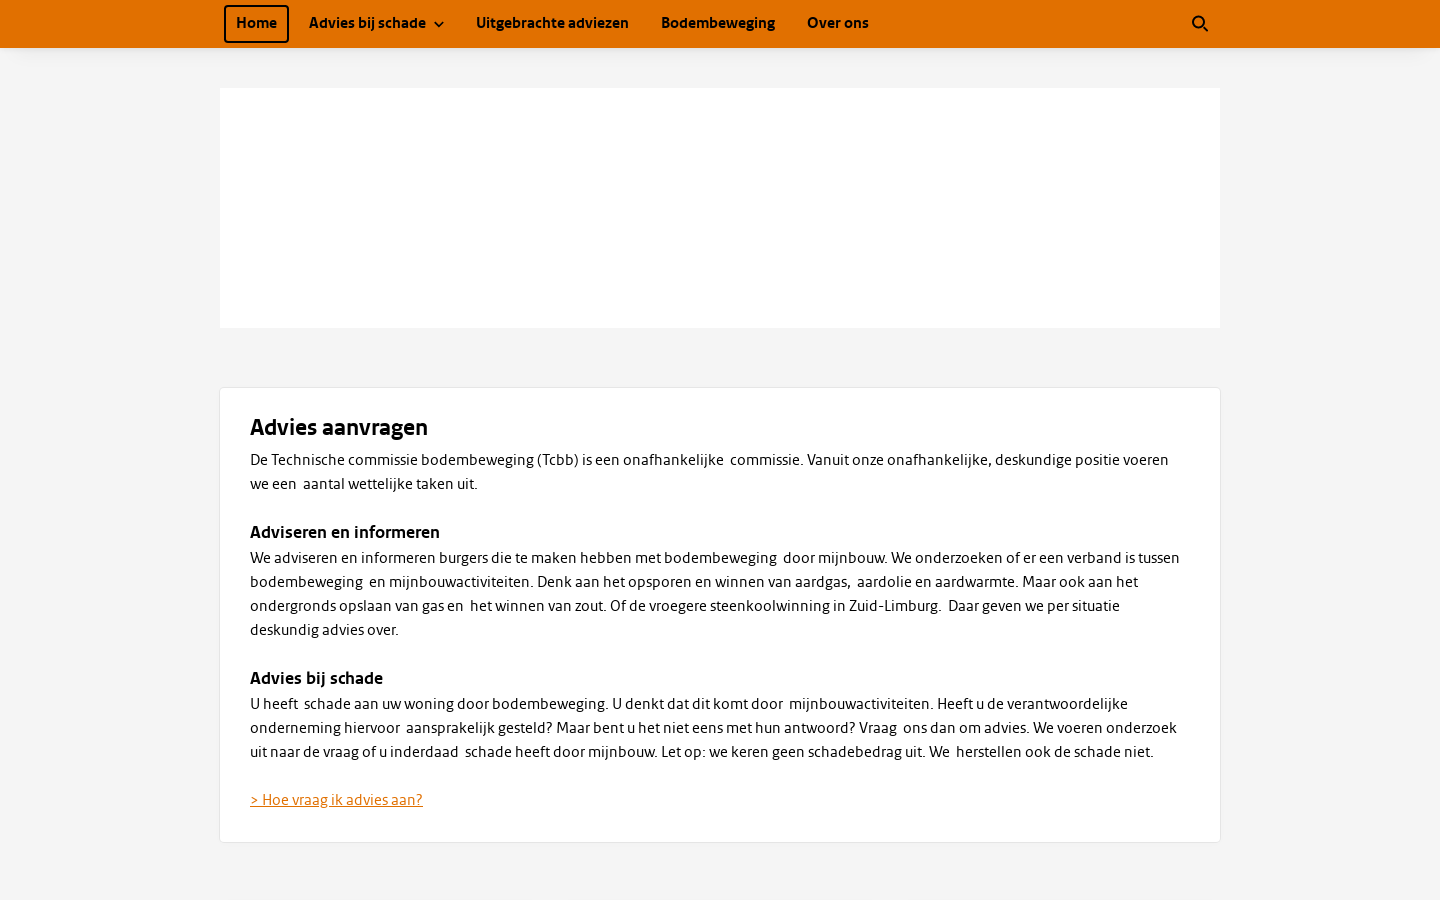 Home Advies bij schade Uitgebrachte adviezen Bodembeweging Over ons
Advies aanvragen
De Technische commissie bodembeweging (Tcbb) is een onafhankelijke  commissie. Vanuit onze onafhankelijke, deskundige positie voeren
we een  aantal wettelijke taken uit.
Adviseren en informeren
We adviseren en informeren burgers die te maken hebben met bodembeweging  door mijnbouw. We onderzoeken of er een verband is tussen
bodembeweging  en mijnbouwactiviteiten. Denk aan het opsporen en winnen van aardgas,  aardolie en aardwarmte. Maar ook aan het
ondergronds opslaan van gas en  het winnen van zout. Of de vroegere steenkoolwinning in Zuid-Limburg.  Daar geven we per situatie
deskundig advies over.
Advies bij schade
U heeft  schade aan uw woning door bodembeweging. U denkt dat dit komt door  mijnbouwactiviteiten. Heeft u de verantwoordelijke
onderneming hiervoor  aansprakelijk gesteld? Maar bent u het niet eens met hun antwoord? Vraag  ons dan om advies. We voeren onderzoek
uit naar de vraag of u inderdaad  schade heeft door mijnbouw. Let op: we keren geen schadebedrag uit. We  herstellen ook de schade niet.
> Hoe vraag ik advies aan?